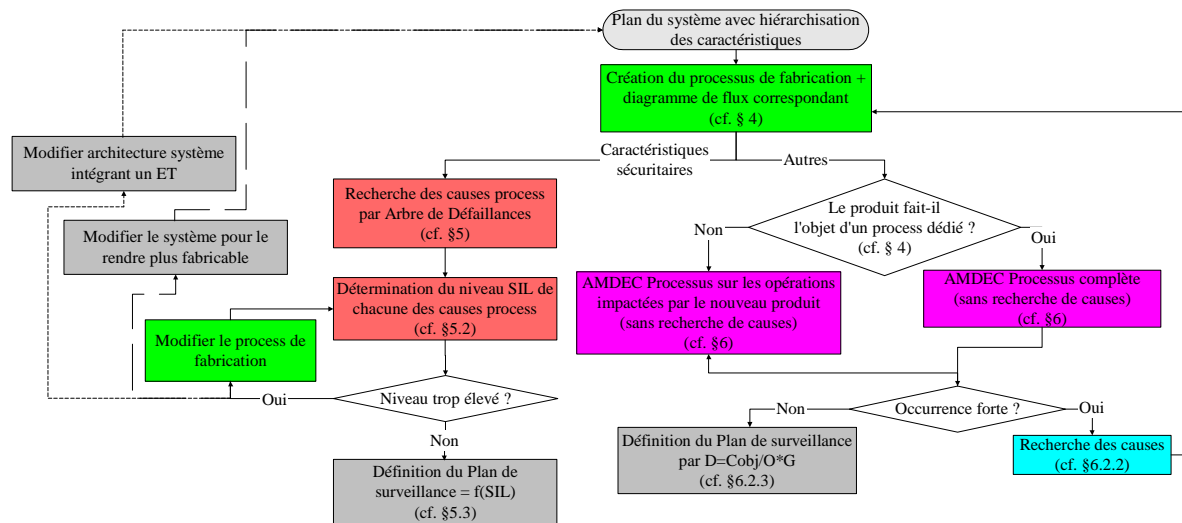 Plan du système avec hiérarchisation
des caractéristiques
Création du processus de fabrication +
diagramme de flux correspondant
(cf. § 4)
Caractéristiques
sécuritaires
Autres
Modifier architecture système
intégrant un ET
Recherche des causes process
par Arbre de Défaillances
(cf. §5)
Le produit fait-il
l'objet d'un process dédié ?
(cf. § 4)
Non
Oui
Modifier le système pour le
rendre plus fabricable
AMDEC Processus sur les opérations
impactées par le nouveau produit
(sans recherche de causes)
(cf. §6)
AMDEC Processus complète
(sans recherche de causes)
(cf. §6)
Détermination du niveau SIL de
chacune des causes process
(cf. §5.2)
Modifier le process de
fabrication
Oui
Niveau trop élevé ?
Non
Non
Occurrence forte ?
Oui
Définition du Plan de
surveillance = f(SIL)
(cf. §5.3)
Définition du Plan de surveillance
par D=Cobj/O*G
(cf. §6.2.3)
Recherche des causes
(cf. §6.2.2)